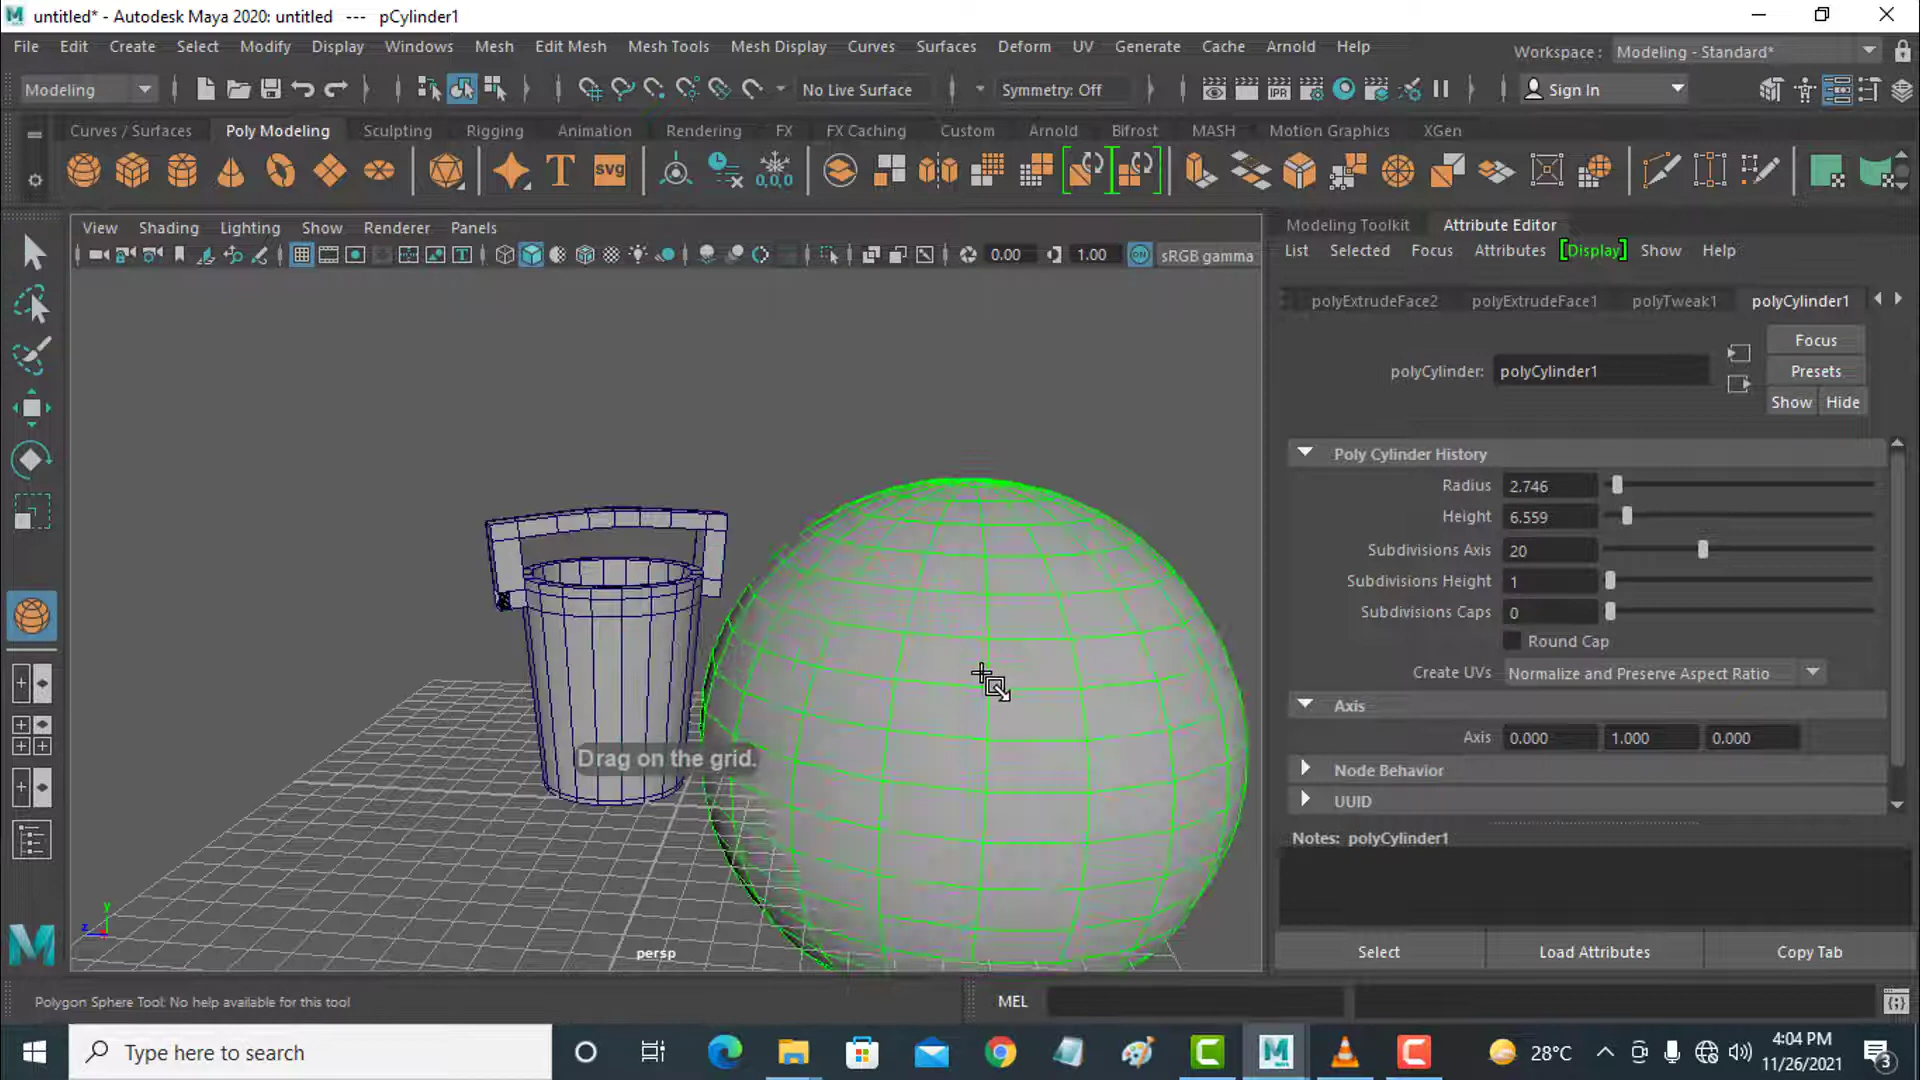 untitled* - Autodesk Maya 2020: untitled --- pCylinder1
File Edit Create Select Modify Display Windows Mesh Edit Mesh Mesh Tools Mesh Display Curves Surfaces Deform UV Generate Cache Arnold Help Workspace : Modeling - Standard*
Modeling No Live Surface Symmetry: Off IPR Sign In
Curves / Surfaces Poly Modeling Sculpting Rigging Animation Rendering FX FX Caching Custom Arnold Bifrost MASH Motion Graphics XGen
T svg 0,0,0
View Shading Lighting Show Renderer Panels
0.00 1.00 ON sRGB gamma
Modeling Toolkit Attribute Editor
List Selected Focus Attributes Display Show Help
polyExtrudeFace2 polyExtrudeFace1 polyTweak1 polyCylinder1
Focus
polyCylinder: polyCylinder1
Presets
Show Hide
Poly Cylinder History
Radius 2.746
Height 6.559
Subdivisions Axis 20
Subdivisions Height 1
Subdivisions Caps 0
Round Cap
Create UVs Normalize and Preserve Aspect Ratio
Axis
Axis 0.000 1.000 0.000
Node Behavior
UUID
Notes: polyCylinder1
Select Load Attributes Copy Tab
Drag on the grid.
y
z
persp
Polygon Sphere Tool: No help available for this tool
MEL
Type here to search
28°C
4:04 PM
11/26/2021
3